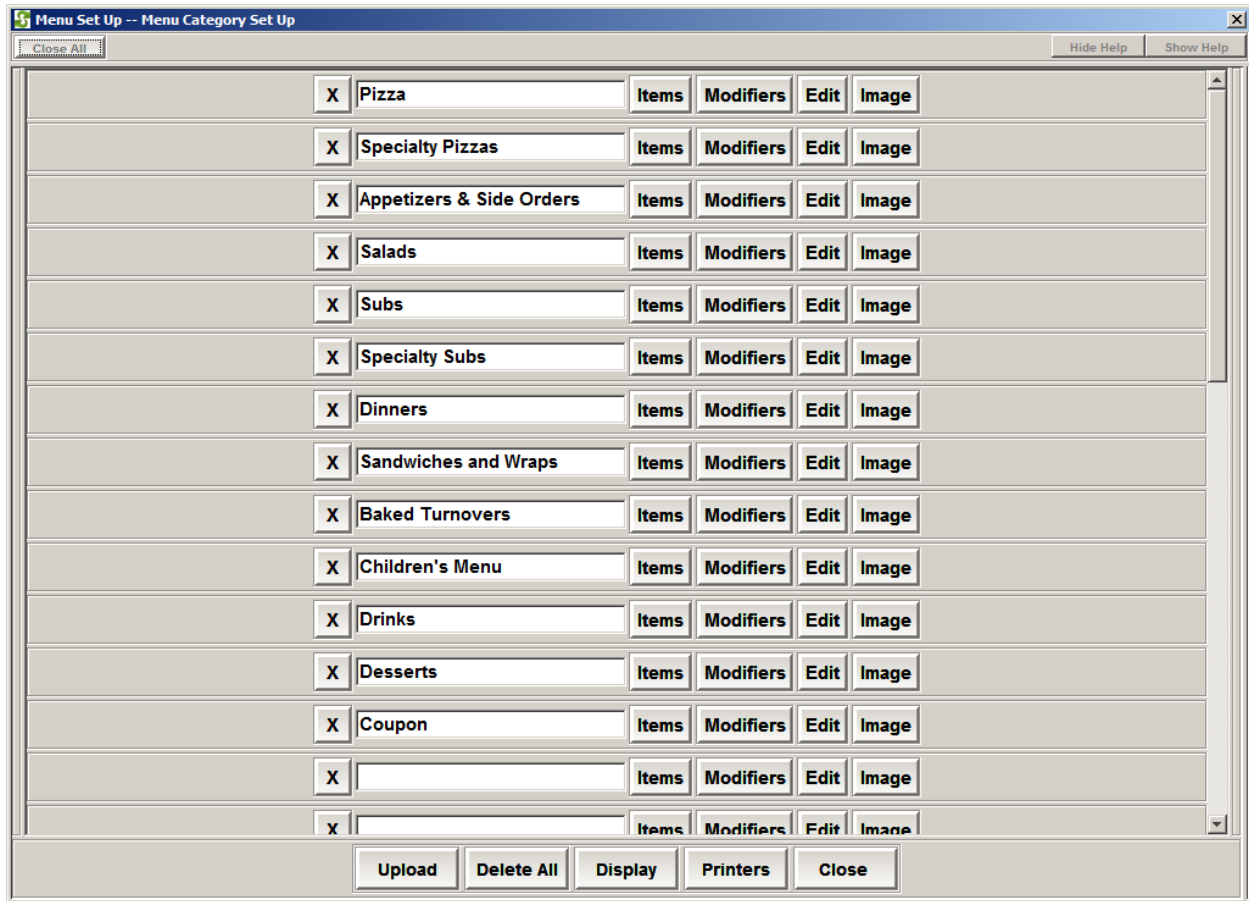 Menu Set Up -- Menu Category Set Up
Close All Hide Help Show Help
X Pizza Items Modifiers Edit Image
X Specialty Pizzas Items Modifiers Edit Image
X Appetizers & Side Orders Items Modifiers Edit Image
X Salads Items Modifiers Edit Image
X Subs Items Modifiers Edit Image
X Specialty Subs Items Modifiers Edit Image
X Dinners Items Modifiers Edit Image
X Sandwiches and Wraps Items Modifiers Edit Image
X Baked Turnovers Items Modifiers Edit Image
X Children's Menu Items Modifiers Edit Image
X Drinks Items Modifiers Edit Image
X Desserts Items Modifiers Edit Image
X Coupon Items Modifiers Edit Image
X Items Modifiers Edit Image
X Items Modifiers Edit Image
Upload Delete All Display Printers Close